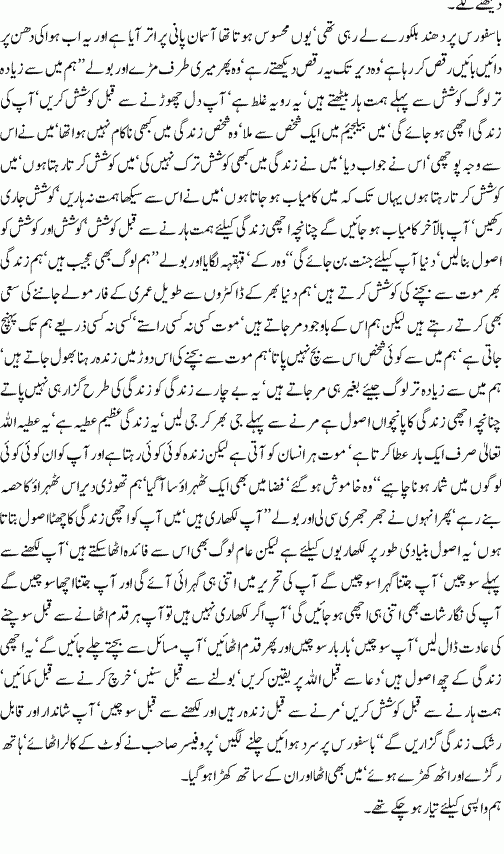 دیکھنے لگے۔
باسفورس پر دھند ہلکورے لے رہی تھی‘ یوں محسوس ہوتا تھا آسمان پانی پر اتر آیا ہے اور یہ اب ہوا کی دھن پر
دائیں بائیں رقص کر رہا ہے‘ وہ دیر تک یہ رقص دیکھتے رہے‘ وہ پھر میری طرف مڑے اور بولے ”ہم میں سے زیادہ
تر لوگ کوشش سے پہلے ہمت ہار بیٹھتے ہیں‘ یہ رویہ غلط ہے‘ آپ دل چھوڑنے سے قبل کوشش کریں‘ آپ کی
زندگی اچھی ہو جائے گی‘ میں بیلجیئم میں ایک شخص سے ملا‘ وہ شخص زندگی میں کبھی ناکام نہیں ہوا تھا‘ میں نے اس
سے وجہ پوچھی‘ اس نے جواب دیا‘ میں نے زندگی میں کبھی کوشش ترک نہیں کی‘ میں کوشش کرتا رہتا ہوں‘ میں
کوشش کرتا رہتا ہوں یہاں تک کہ میں کامیاب ہو جاتا ہوں‘ میں نے اس سے سیکھا ہمت نہ ہاریں‘ کوشش جاری
رکھیں‘ آپ بالآخر کامیاب ہو جائیں گے چنانچہ اچھی زندگی کیلئے ہمت ہارنے سے قبل کوشش‘ کوشش اور کوشش کو
اصول بنا لیں‘ دنیا آپ کیلئے جنت بن جائے گی“ وہ رکے‘ قہقہہ لگایا اور بولے ”ہم لوگ بھی عجیب ہیں‘ ہم زندگی
بھر موت سے بچنے کی کوشش کرتے ہیں‘ ہم دنیا بھر کے ڈاکٹروں سے طویل عمری کے فارمولے جاننے کی سعی
بھی کرتے رہتے ہیں لیکن ہم اس کے باوجود مر جاتے ہیں‘ موت کسی نہ کسی راستے‘ کسی نہ کسی ذریعے ہم تک پہنچ
جاتی ہے‘ ہم میں سے کوئی شخص اس سے بچ نہیں پاتا‘ ہم موت سے بچنے کی اس دوڑ میں زندہ رہنا بھول جاتے ہیں‘
ہم میں سے زیادہ تر لوگ جیئے بغیر ہی مر جاتے ہیں‘ یہ بے چارے زندگی کو زندگی کی طرح گزار ہی نہیں پاتے
چنانچہ اچھی زندگی کا پانچواں اصول ہے مرنے سے پہلے جی بھر کر جی لیں‘ یہ زندگی عظیم عطیہ ہے‘ یہ عطیہ اللہ
تعالیٰ صرف ایک بار عطا کرتا ہے‘ موت ہر انسان کو آتی ہے لیکن زندہ کوئی کوئی رہتا ہے اور آپ کو ان کوئی کوئی
لوگوں میں شمار ہونا چاہیے“ وہ خاموش ہو گئے‘ فضا میں بھی ایک ٹھہراؤ سا آ گیا‘ ہم تھوڑی دیر اس ٹھہراؤ کا حصہ
بنے رہے‘ پھر انہوں نے جھرجھری سی لی اور بولے ”آپ لکھاری ہیں‘ میں آپ کو اچھی زندگی کا چھٹا اصول بتاتا
ہوں‘ یہ اصول بنیادی طور پر لکھاریوں کیلئے ہے لیکن عام لوگ بھی اس سے فائدہ اٹھا سکتے ہیں‘ آپ لکھنے سے
پہلے سوچیں‘ آپ جتنا گہرا سوچیں گے آپ کی تحریر میں اتنی ہی گہرائی آئے گی اور آپ جتنا اچھا سوچیں گے
آپ کی نگارشات بھی اتنی ہی اچھی ہو جائیں گی‘ آپ اگر لکھاری نہیں ہیں تو آپ ہر قدم اٹھانے سے قبل سوچنے
کی عادت ڈال لیں‘ آپ سوچیں‘ بار بار سوچیں اور پھر قدم اٹھائیں‘ آپ مسائل سے بچتے چلے جائیں گے‘ یہ اچھی
زندگی کے چھ اصول ہیں‘ دعا سے قبل اللہ پر یقین کریں‘ بولنے سے قبل سنیں‘ خرچ کرنے سے قبل کمائیں‘
ہمت ہارنے سے قبل کوشش کریں‘ مرنے سے قبل زندہ رہیں اور لکھنے سے قبل سوچیں‘ آپ شاندار اور قابل
رشک زندگی گزاریں گے“ باسفورس پر سرد ہوائیں چلنے لگیں‘ پروفیسر صاحب نے کوٹ کے کالر اٹھائے‘ ہاتھ
رگڑے اور اٹھ کھڑے ہوئے‘ میں بھی اٹھا اور ان کے ساتھ کھڑا ہو گیا۔
ہم واپسی کیلئے تیار ہو چکے تھے۔